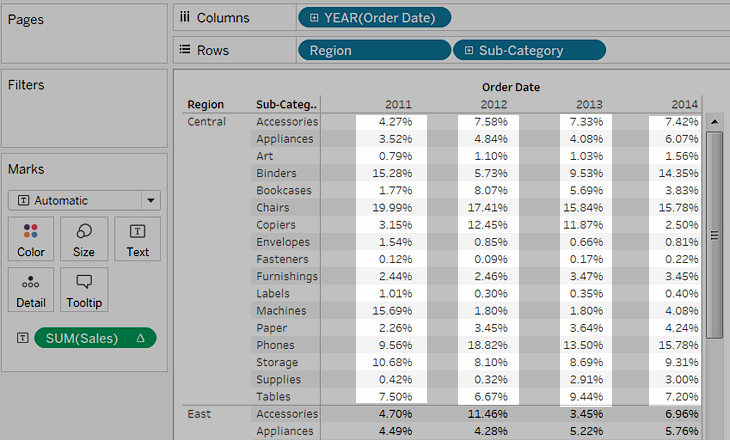 Pages
Columns
YEAR(Order Date)
Rows
Region
Sub-Category
Filters
Order Date
Region Sub-Categ.. 2011 2012 2013 2014
Central Accessories 4.27% 7.58% 7.33% 7.42%
Appliances 3.52% 4.84% 4.08% 6.07%
Art 0.79% 1.10% 1.03% 1.56%
Binders 15.28% 5.73% 9.53% 14.35%
Bookcases 1.77% 8.07% 5.69% 3.83%
Chairs 19.99% 17.41% 15.84% 15.78%
Copiers 3.15% 12.45% 11.87% 2.50%
Envelopes 1.54% 0.85% 0.66% 0.81%
Fasteners 0.12% 0.09% 0.17% 0.22%
Furnishings 2.44% 2.46% 3.47% 3.45%
Labels 1.01% 0.30% 0.35% 0.40%
Machines 15.69% 1.80% 1.80% 4.08%
Paper 2.26% 3.45% 3.64% 4.24%
Phones 9.56% 18.82% 13.50% 15.78%
Storage 10.68% 8.10% 8.69% 9.31%
Supplies 0.42% 0.32% 2.91% 3.00%
Tables 7.50% 6.67% 9.44% 7.20%
East Accessories 4.70% 11.46% 3.45% 6.96%
Appliances 4.49% 4.28% 5.22% 5.76%
Marks
T Automatic
Color Size T Text
Detail Tooltip
T SUM(Sales) Δ